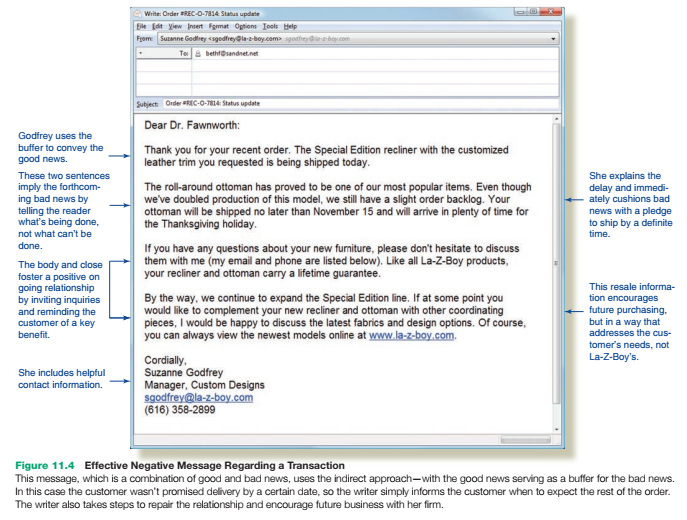 Write: Order #REC-O-7814: Status update
File Edit View Insert Format Options Tools Help
From: Suzanne Godfrey <sgodfrey@la-z-boy.com> sgodfrey@la-z-boy.com
To: bethf@sandnet.net
Subject: Order #REC-O-7814: Status update
Dear Dr. Fawnworth:
Thank you for your recent order. The Special Edition recliner with the customized
leather trim you requested is being shipped today.
The roll-around ottoman has proved to be one of our most popular items. Even though
we've doubled production of this model, we still have a slight order backlog. Your
ottoman will be shipped no later than November 15 and will arrive in plenty of time for
the Thanksgiving holiday.
If you have any questions about your new furniture, please don't hesitate to discuss
them with me (my email and phone are listed below). Like all La-Z-Boy products,
your recliner and ottoman carry a lifetime guarantee.
By the way, we continue to expand the Special Edition line. If at some point you
would like to complement your new recliner and ottoman with other coordinating
pieces, I would be happy to discuss the latest fabrics and design options. Of course,
you can always view the newest models online at www.la-z-boy.com.
Cordially,
Suzanne Godfrey
Manager, Custom Designs
sgodfrey@la-z-boy.com
(616) 358-2899
Godfrey uses the
buffer to convey the
good news.
These two sentences
imply the forthcom-
ing bad news by
telling the reader
what's being done,
not what can't be
done.
The body and close
foster a positive on
going relationship
by inviting inquiries
and reminding the
customer of a key
benefit.
She includes helpful
contact information.
She explains the
delay and immedi-
ately cushions bad
news with a pledge
to ship by a definite
time.
This resale informa-
tion encourages
future purchasing,
but in a way that
addresses the cus-
tomer's needs, not
La-Z-Boy's.
Figure 11.4 Effective Negative Message Regarding a Transaction
This message, which is a combination of good and bad news, uses the indirect approach—with the good news serving as a buffer for the bad news.
In this case the customer wasn't promised delivery by a certain date, so the writer simply informs the customer when to expect the rest of the order.
The writer also takes steps to repair the relationship and encourage future business with her firm.